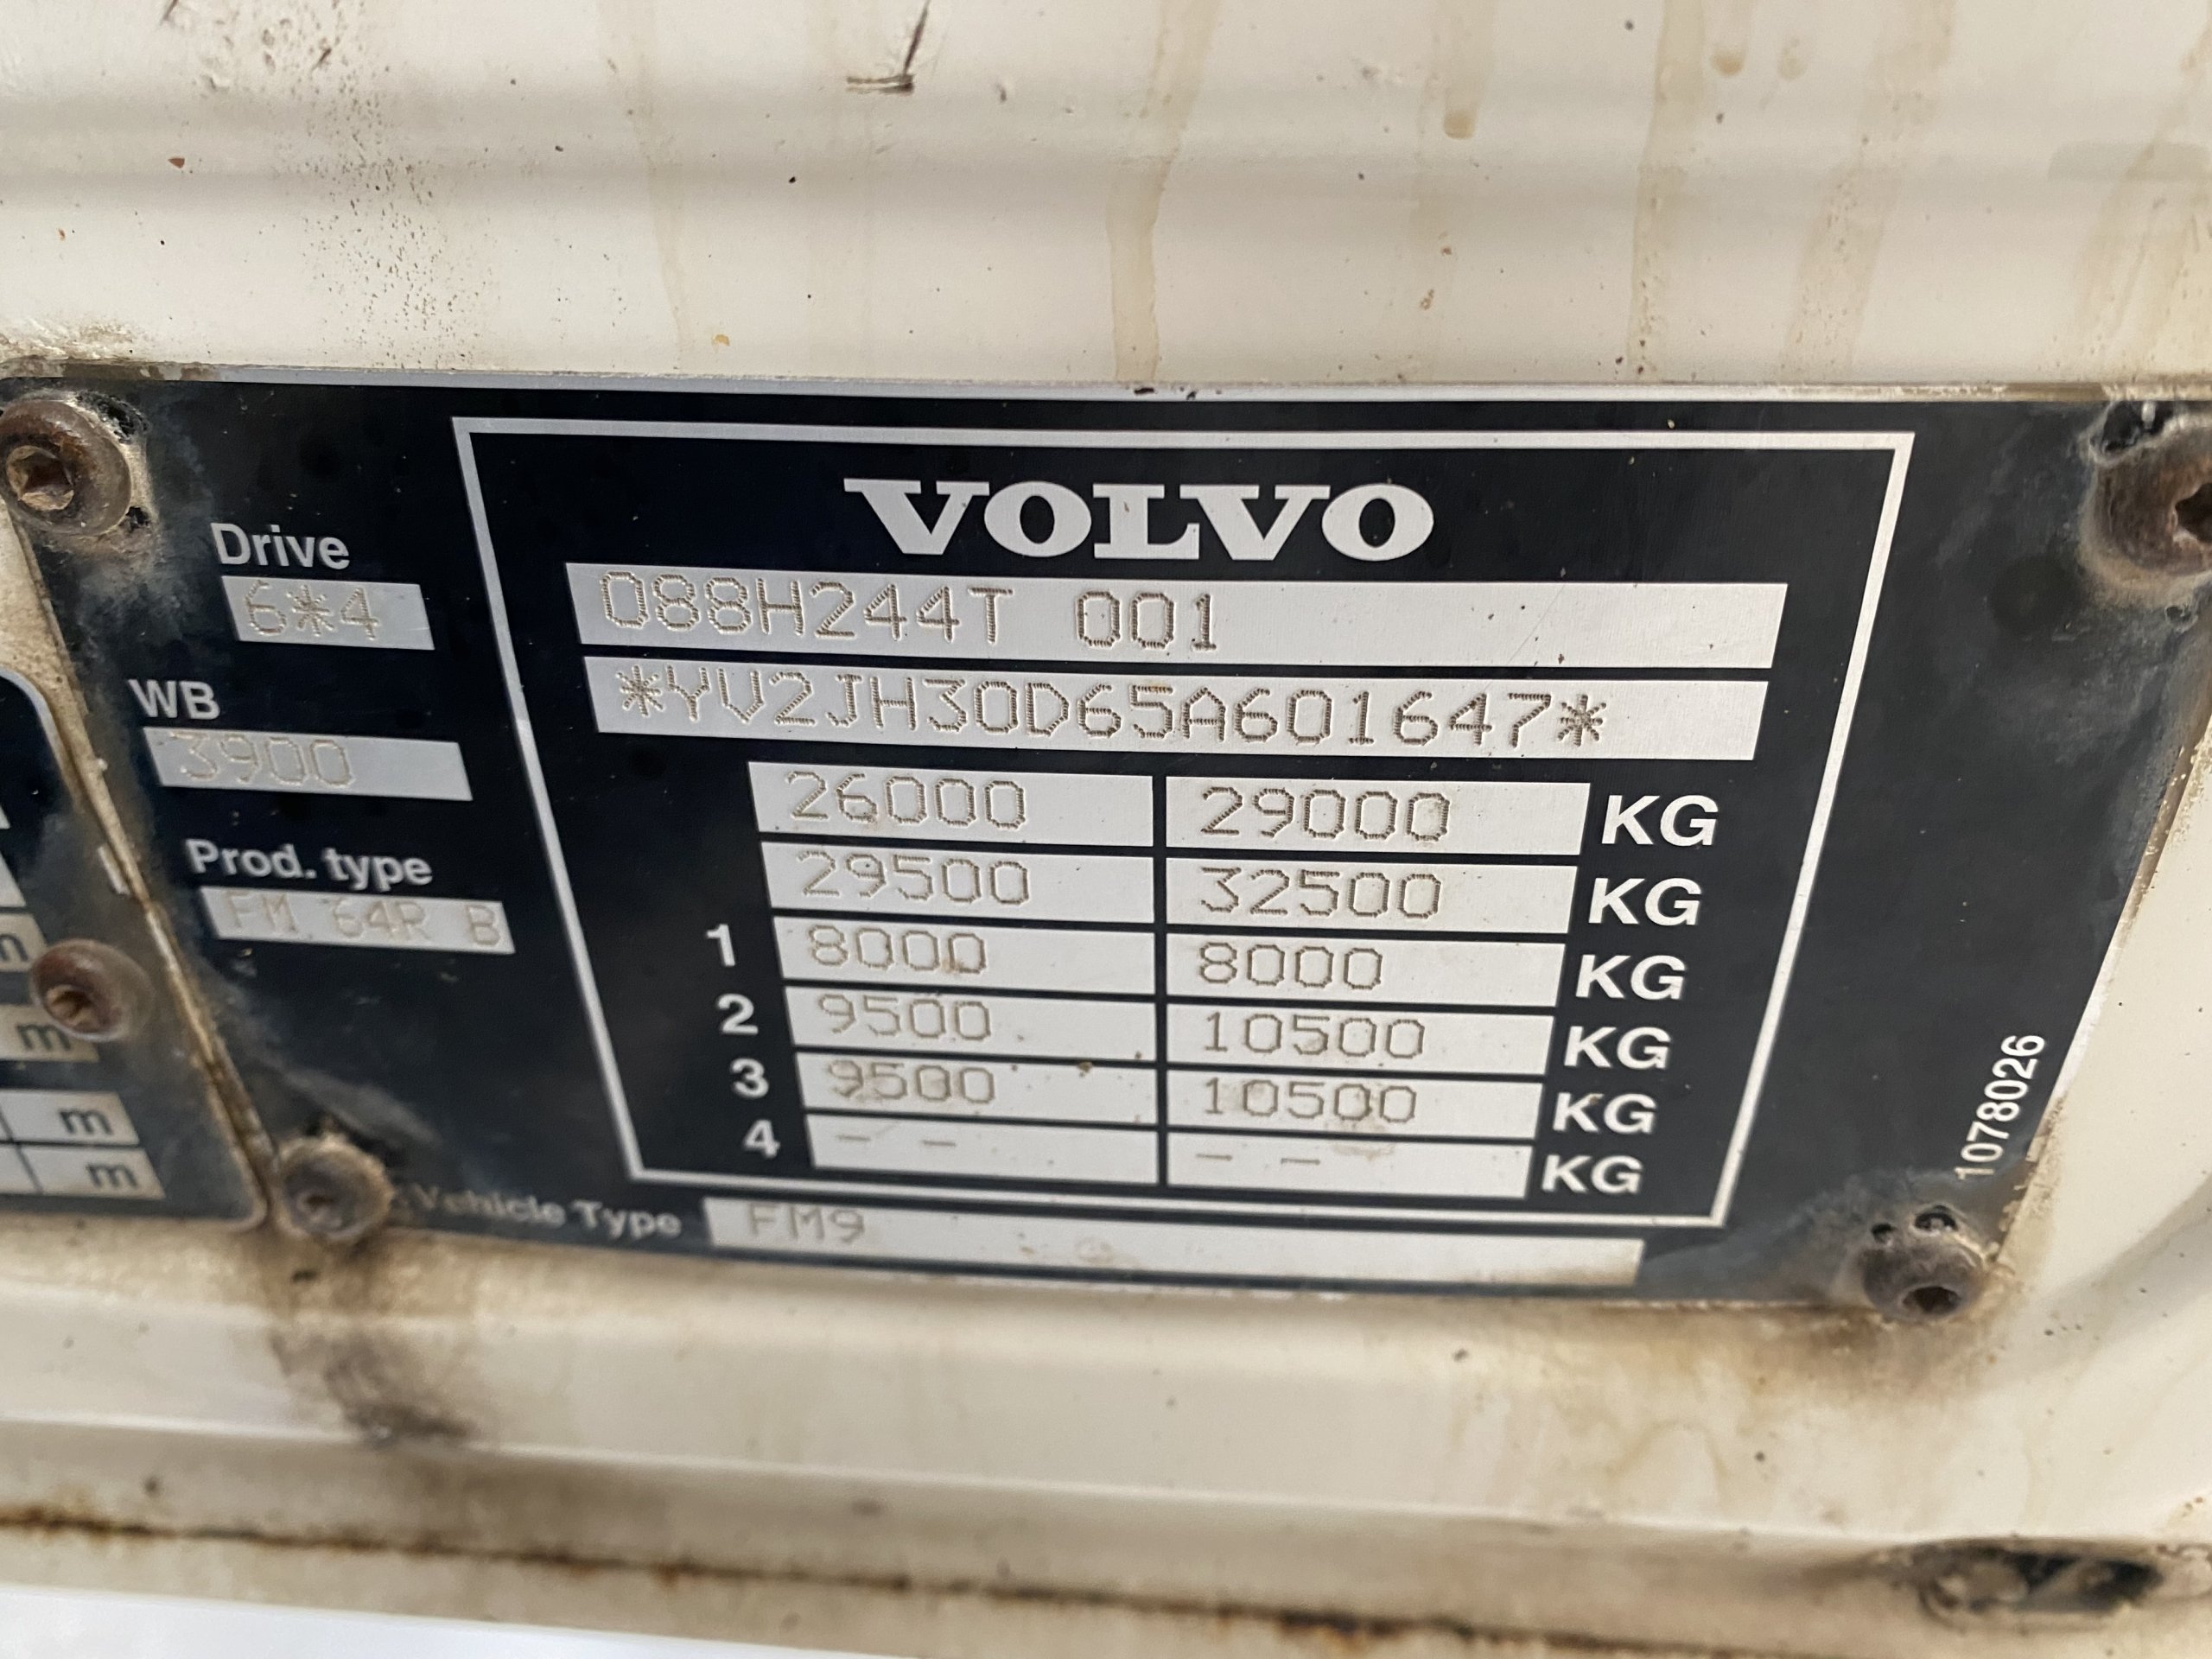 VOLVO
Drive
6*4
088H244T 001
WB
3900
*YV2JH30D65A601647*
26000 29000 KG
Prod. type
FM 64R B
29500 32500 KG
1 8000 8000 KG
2 9500 10500 KG
3 9500 10500 KG
4 - - - - KG
Vehicle Type FM9
1078026
m
m
m
m